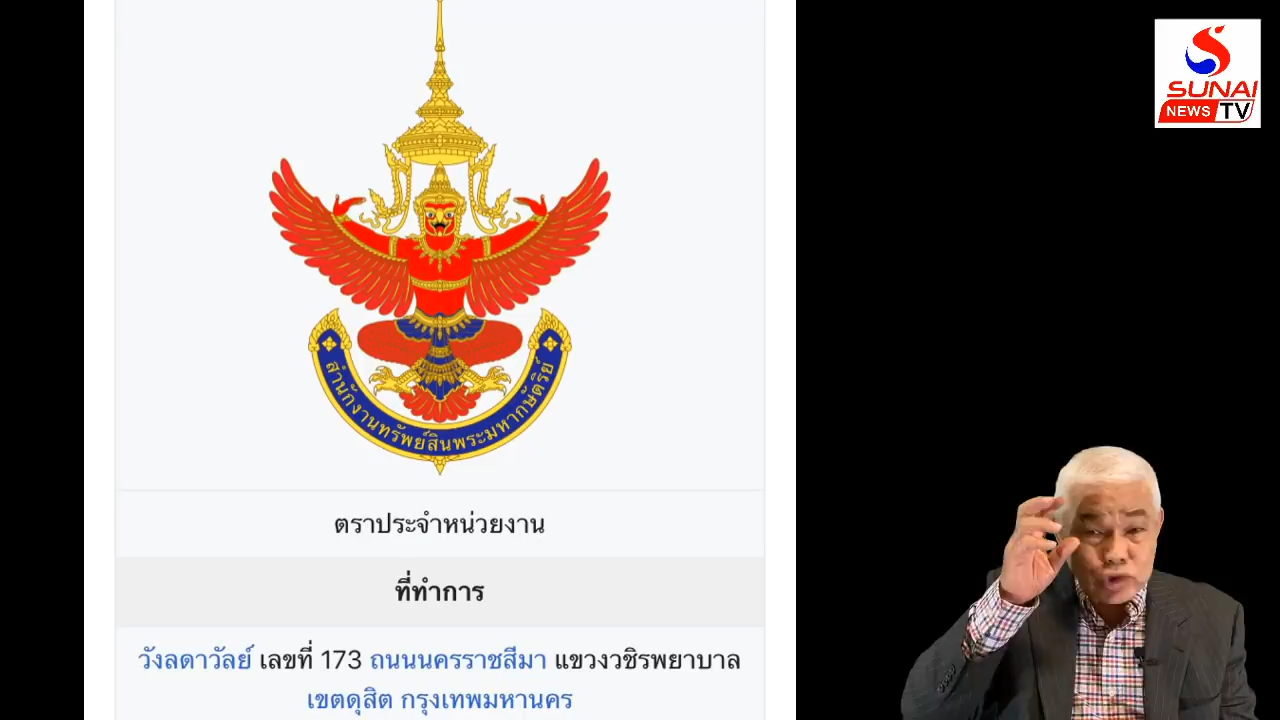 SUNAI
NEWS TV
สำนักงานทรัพย์สินพระมหากษัตริย์
ตราประจำหน่วยงาน
ที่ทำการ
วังลดาวัลย์ เลขที่ 173 ถนนนครราชสีมา แขวงวชิรพยาบาล
เขตดุสิต กรุงเทพมหานคร